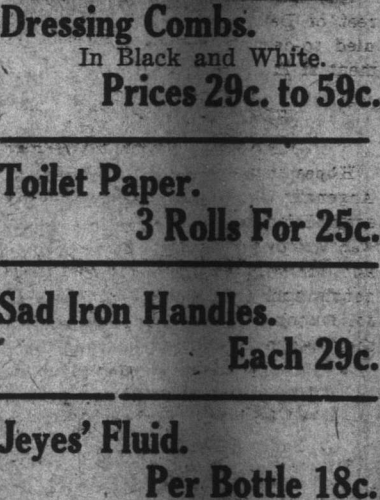 Dressing Combs.
In Black and White.
Prices 29c. to 59c.
Toilet Paper.
3 Rolls For 25c.
Sad Iron Handles.
Each 29c.
Jeyes' Fluid.
Per Bottle 18c.